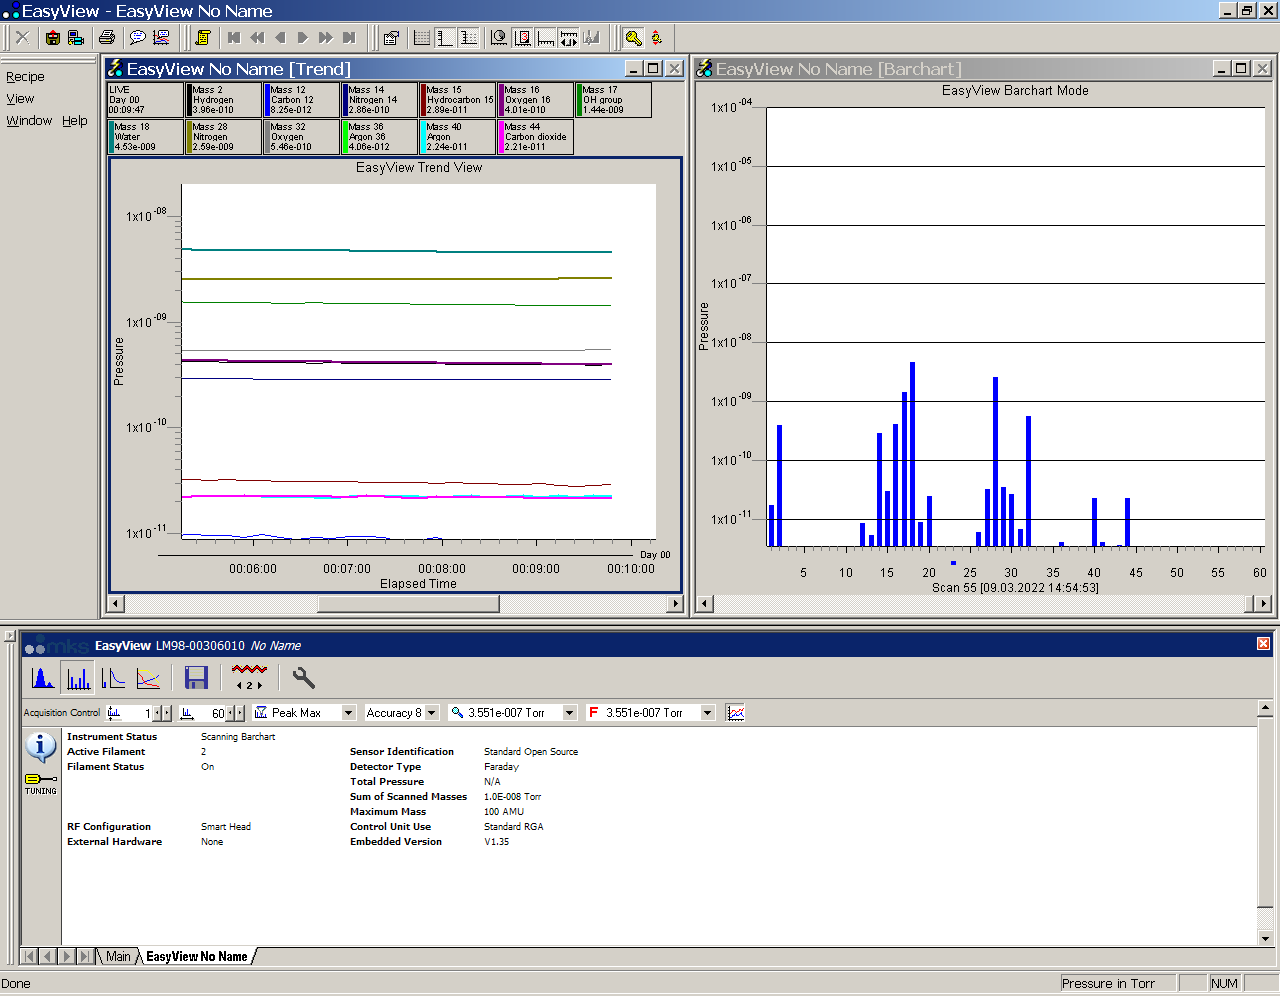 EasyView - EasyView No Name
Recipe
View
Window Help
EasyView No Name [Trend]
LIVE
Day 00
00:09:47
Mass 2
Hydrogen
3.96e-010
Mass 12
Carbon 12
8.25e-012
Mass 14
Nitrogen 14
2.86e-010
Mass 15
Hydrocarbon 15
2.89e-011
Mass 16
Oxygen 16
4.01e-010
Mass 17
OH group
1.44e-009
Mass 18
Water
4.53e-009
Mass 28
Nitrogen
2.59e-009
Mass 32
Oxygen
5.46e-010
Mass 36
Argon 36
4.06e-012
Mass 40
Argon
2.24e-011
Mass 44
Carbon dioxide
2.21e-011
EasyView Trend View
1x10 -08
1x10 -09
1x10 -10
1x10 -11
Pressure
Day 00
00:06:00 00:07:00 00:08:00 00:09:00 00:10:00
Elapsed Time
EasyView No Name [Barchart]
EasyView Barchart Mode
1x10 -04
1x10 -05
1x10 -06
1x10 -07
1x10 -08
1x10 -09
1x10 -10
1x10 -11
Pressure
5 10 15 20 25 30 35 40 45 50 55 60
Scan 55 [09.03.2022 14:54:53]
mks EasyView LM98-00306010 No Name
2
Acquisition Control 1 60 Peak Max Accuracy 8 3.551e-007 Torr F 3.551e-007 Torr
TUNING
Instrument Status Scanning Barchart
Active Filament 2 Sensor Identification Standard Open Source
Filament Status On Detector Type Faraday
Total Pressure N/A
Sum of Scanned Masses 1.0E-008 Torr
Maximum Mass 100 AMU
RF Configuration Smart Head Control Unit Use Standard RGA
External Hardware None Embedded Version V1.35
Main EasyView No Name
Done Pressure in Torr NUM